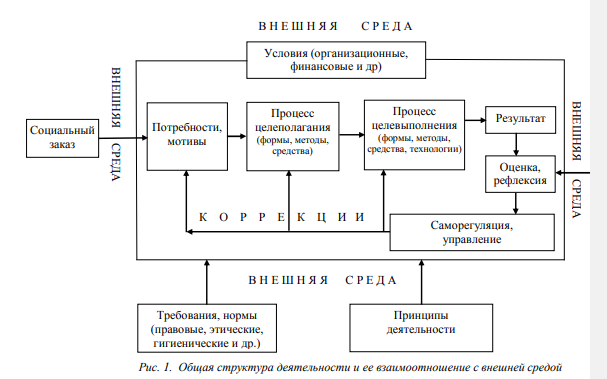 ВНЕШНЯЯ СРЕДА
Условия (организационные,
финансовые и др)
ВНЕШНЯЯ СРЕДА
Социальный
заказ
Потребности,
мотивы
Процесс
целеполагания
(формы, методы,
средства)
Процесс
целевыполнения
(формы, методы,
средства, технологии)
Результат
Оценка,
рефлексия
ВНЕШНЯЯ СРЕДА
КОРРЕКЦИИ
Саморегуляция,
управление
ВНЕШНЯЯ СРЕДА
Требования, нормы
(правовые, этические,
гигиенические и др.)
Принципы
деятельности
Рис. 1. Общая структура деятельности и ее взаимоотношение с внешней средой